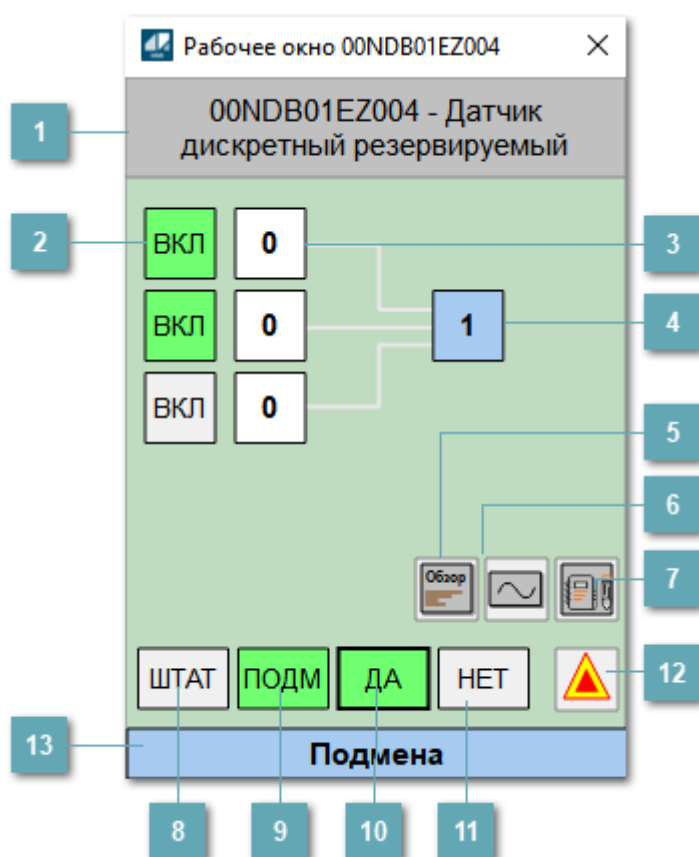 Рабочее окно 00NDB01EZ004
00NDB01EZ004 - Датчик
дискретный резервируемый
1
2
ВКЛ
0
3
ВКЛ
0
1
4
ВКЛ
0
5
6
Обзор
7
ШТАТ
ПОДМ
ДА
НЕТ
12
13
Подмена
8
9
10
11